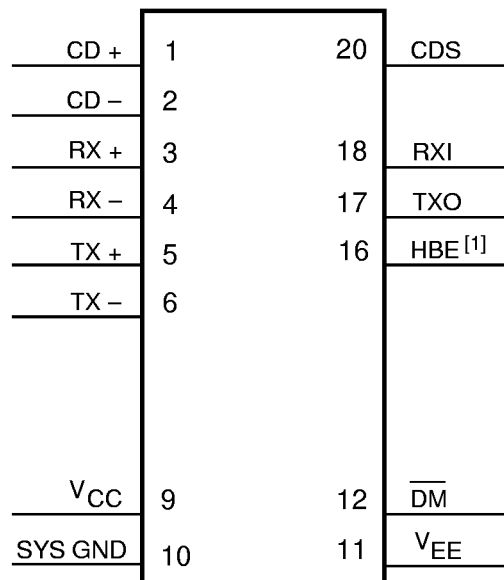 CD + 1 20 CDS
CD – 2
RX + 3 18 RXI
RX – 4 17 TXO
TX + 5 16 HBE [1]
TX – 6
VCC 9 12 D̅M̅
SYS GND 10 11 VEE